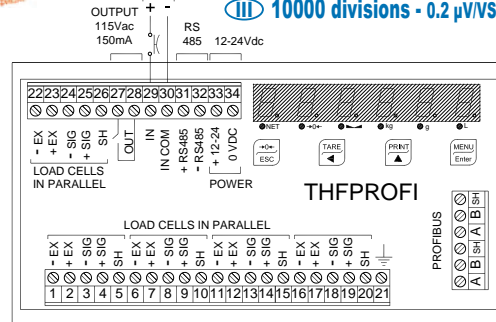 III 10000 divisions - 0.2 µV/VSI
OUTPUT + -
115Vac RS
150mA 485 12-24Vdc
22 23 24 25 26 27 28 29 30 31 32 33 34
- EX + EX - SIG + SIG SH OUT IN IN COM + RS485 - RS485 + 12-24 0 VDC
LOAD CELLS
IN PARALLEL
POWER
NET →0← kg g L
→0← ESC TARE PRINT MENU Enter
THFPROFI
LOAD CELLS IN PARALLEL
- EX + EX - SIG + SIG SH - EX + EX - SIG + SIG SH - EX + EX - SIG + SIG SH - EX + EX - SIG + SIG SH
1 2 3 4 5 6 7 8 9 10 11 12 13 14 15 16 17 18 19 20 21
PROFIBUS
A B SH A B SH